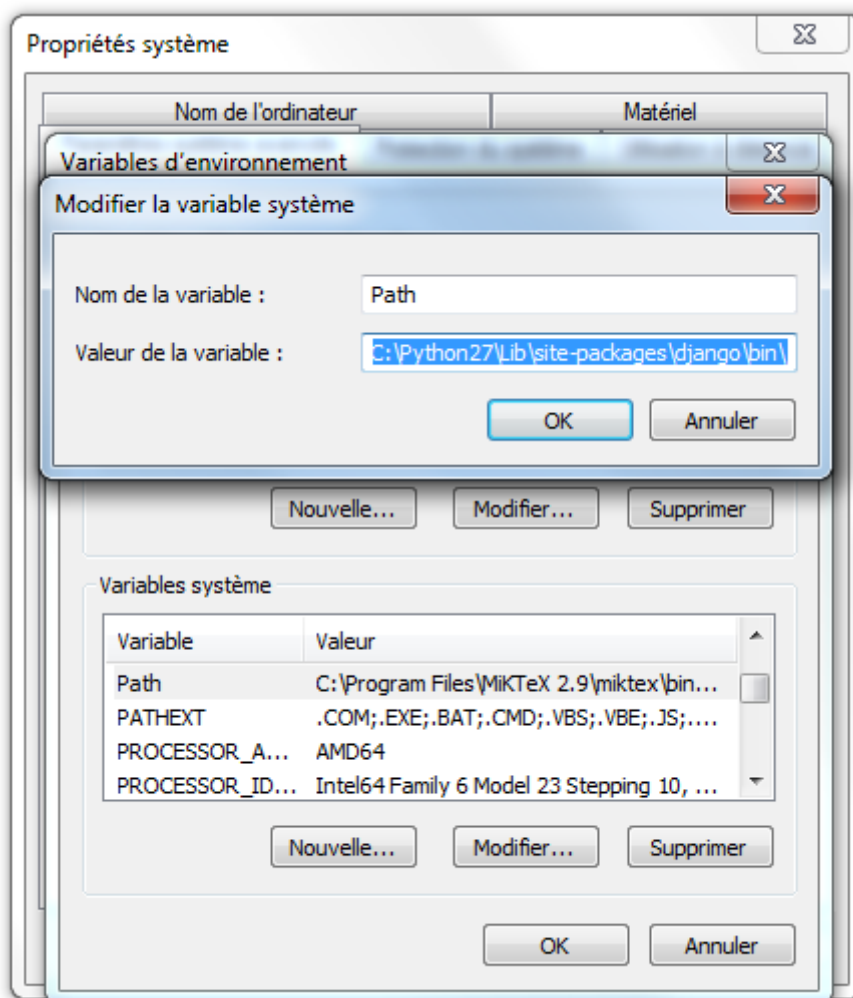 Propriétés système
Nom de l'ordinateur Matériel
Variables d'environnement
Modifier la variable système
Nom de la variable : Path
Valeur de la variable : C:\Python27\Lib\site-packages\django\bin\
OK Annuler
Nouvelle... Modifier... Supprimer
Variables système
Variable Valeur
Path C:\Program Files\MiKTeX 2.9\miktex\bin...
PATHEXT .COM;.EXE;.BAT;.CMD;.VBS;.VBE;.JS;....
PROCESSOR_A... AMD64
PROCESSOR_ID... Intel64 Family 6 Model 23 Stepping 10, ...
Nouvelle... Modifier... Supprimer
OK Annuler